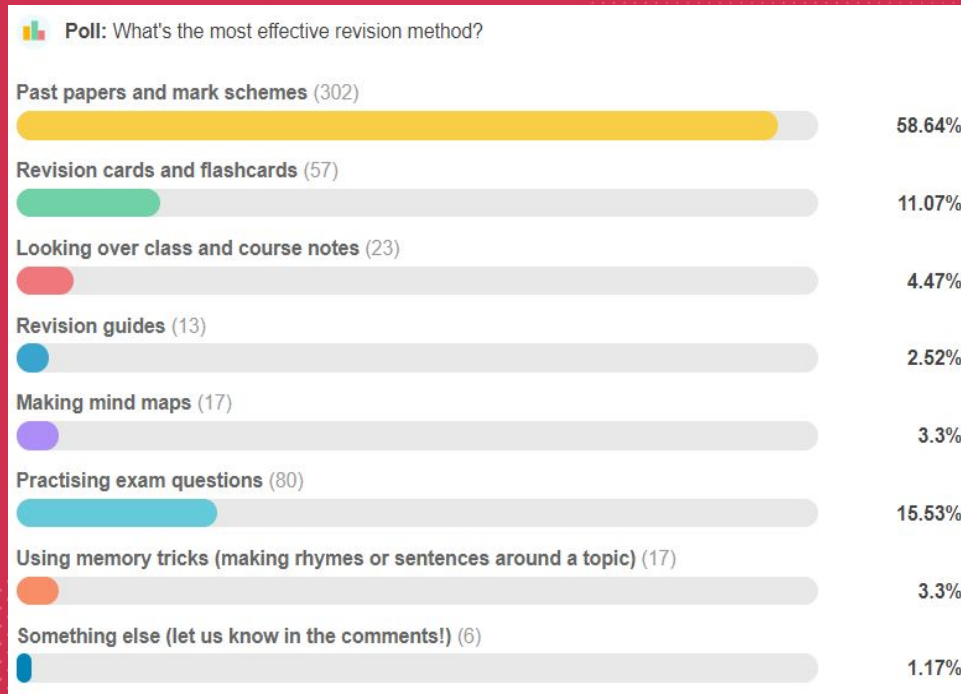 Poll: What's the most effective revision method?
Past papers and mark schemes (302)
58.64%
Revision cards and flashcards (57)
11.07%
Looking over class and course notes (23)
4.47%
Revision guides (13)
2.52%
Making mind maps (17)
3.3%
Practising exam questions (80)
15.53%
Using memory tricks (making rhymes or sentences around a topic) (17)
3.3%
Something else (let us know in the comments!) (6)
1.17%